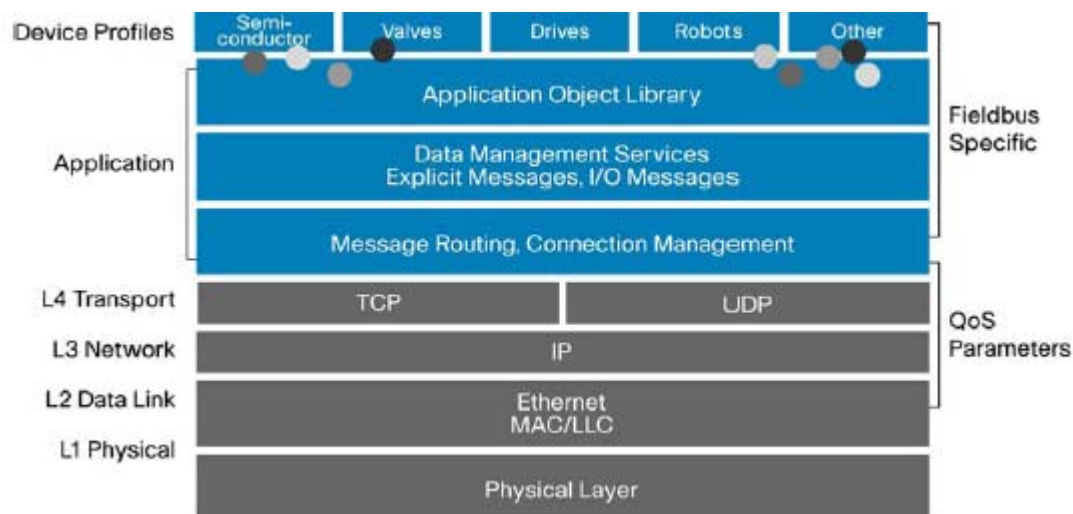 Device Profiles
Semi-
conductor
Valves
Drives
Robots
Other
Application Object Library
Application
Data Management Services
Explicit Messages, I/O Messages
Message Routing, Connection Management
Fieldbus
Specific
L4 Transport
TCP
UDP
L3 Network
IP
QoS
Parameters
L2 Data Link
Ethernet
MAC/LLC
L1 Physical
Physical Layer